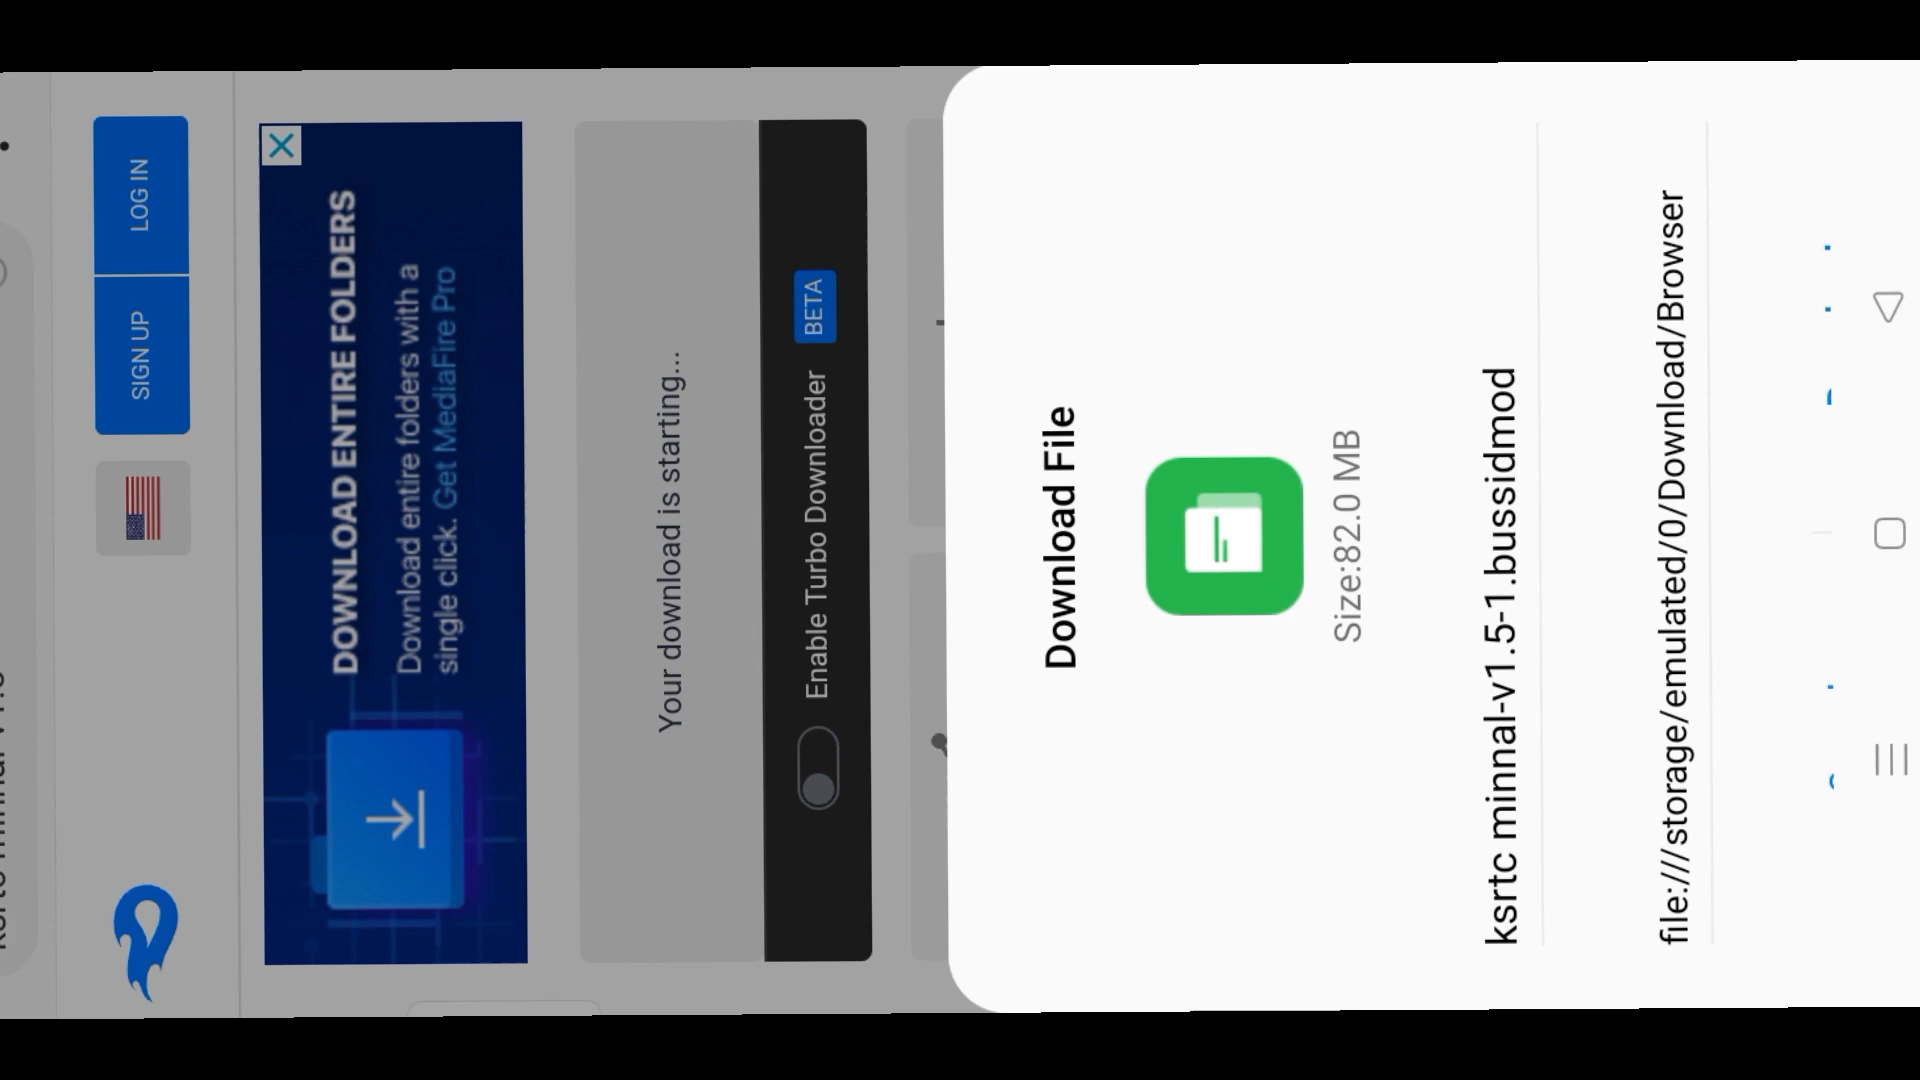 LOG IN
SIGN UP
DOWNLOAD ENTIRE FOLDERS
Download entire folders with a
single click. Get MediaFire Pro
Your download is starting...
Enable Turbo Downloader BETA
Download File
Size:82.0 MB
ksrtc minnal-v1.5-1.bussidmod
file:///storage/emulated/0/Download/Browser